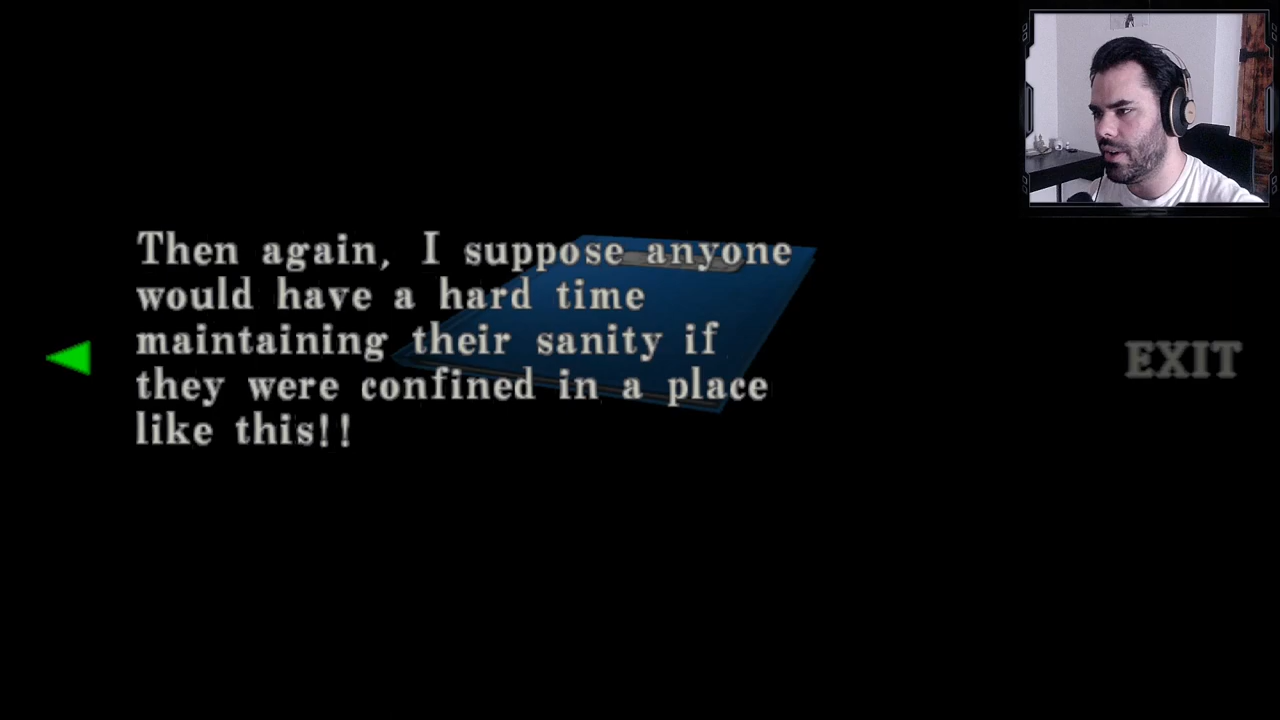 Then again, I suppose anyone
would have a hard time
maintaining their sanity if
they were confined in a place
like this!!
EXIT